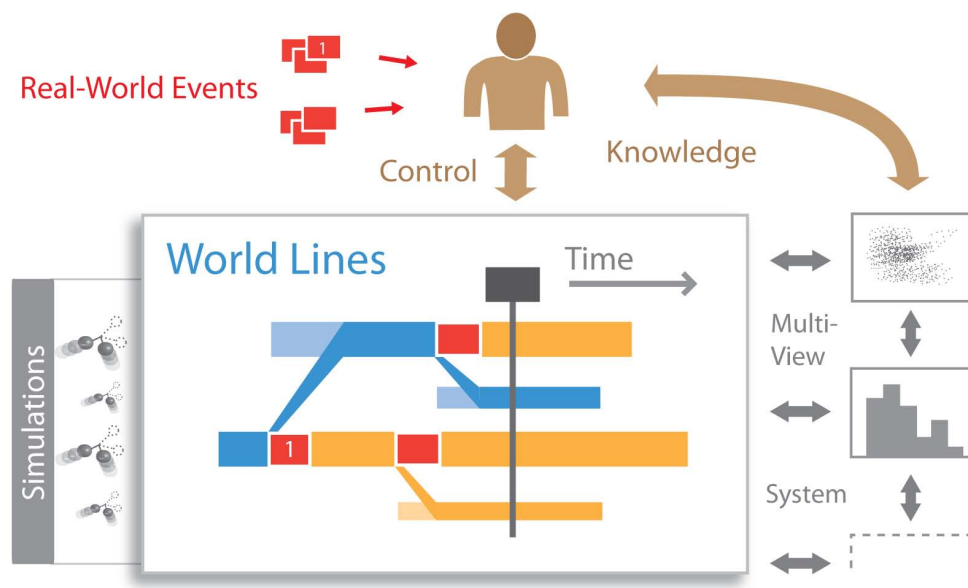 1
Real-World Events
Control
Knowledge
World Lines
Time
Multi-
View
Simulations
1
System